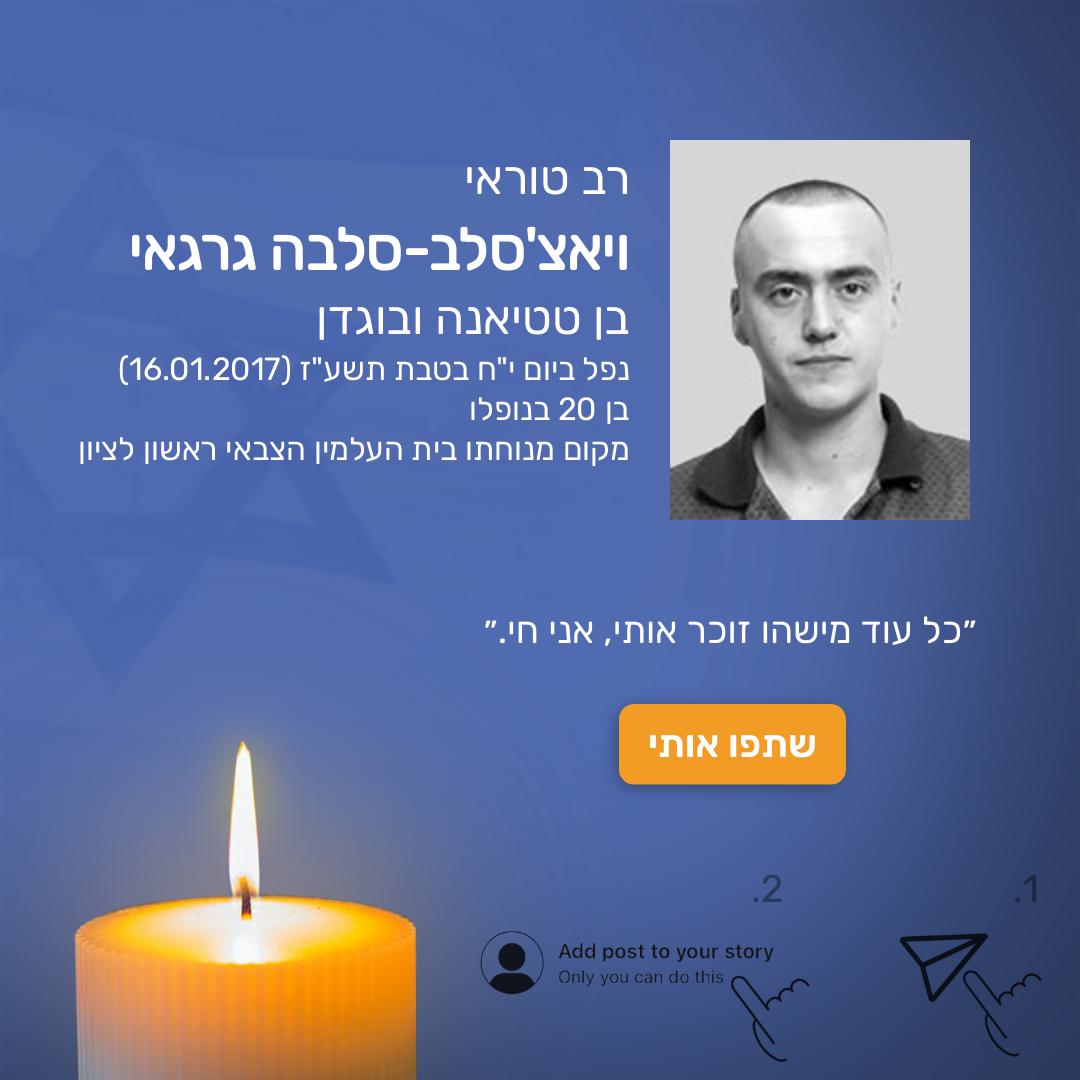 רב טוראי
ויאצ'סלב-סלבה גרגאי
בן טטיאנה ובוגדן
נפל ביום י"ח בטבת תשע"ז (16.01.2017)
בן 20 בנופלו
מקום מנוחתו בית העלמין הצבאי ראשון לציון
״כל עוד מישהו זוכר אותי, אני חי.״
שתפו אותי
1.
2.
Add post to your story
Only you can do this